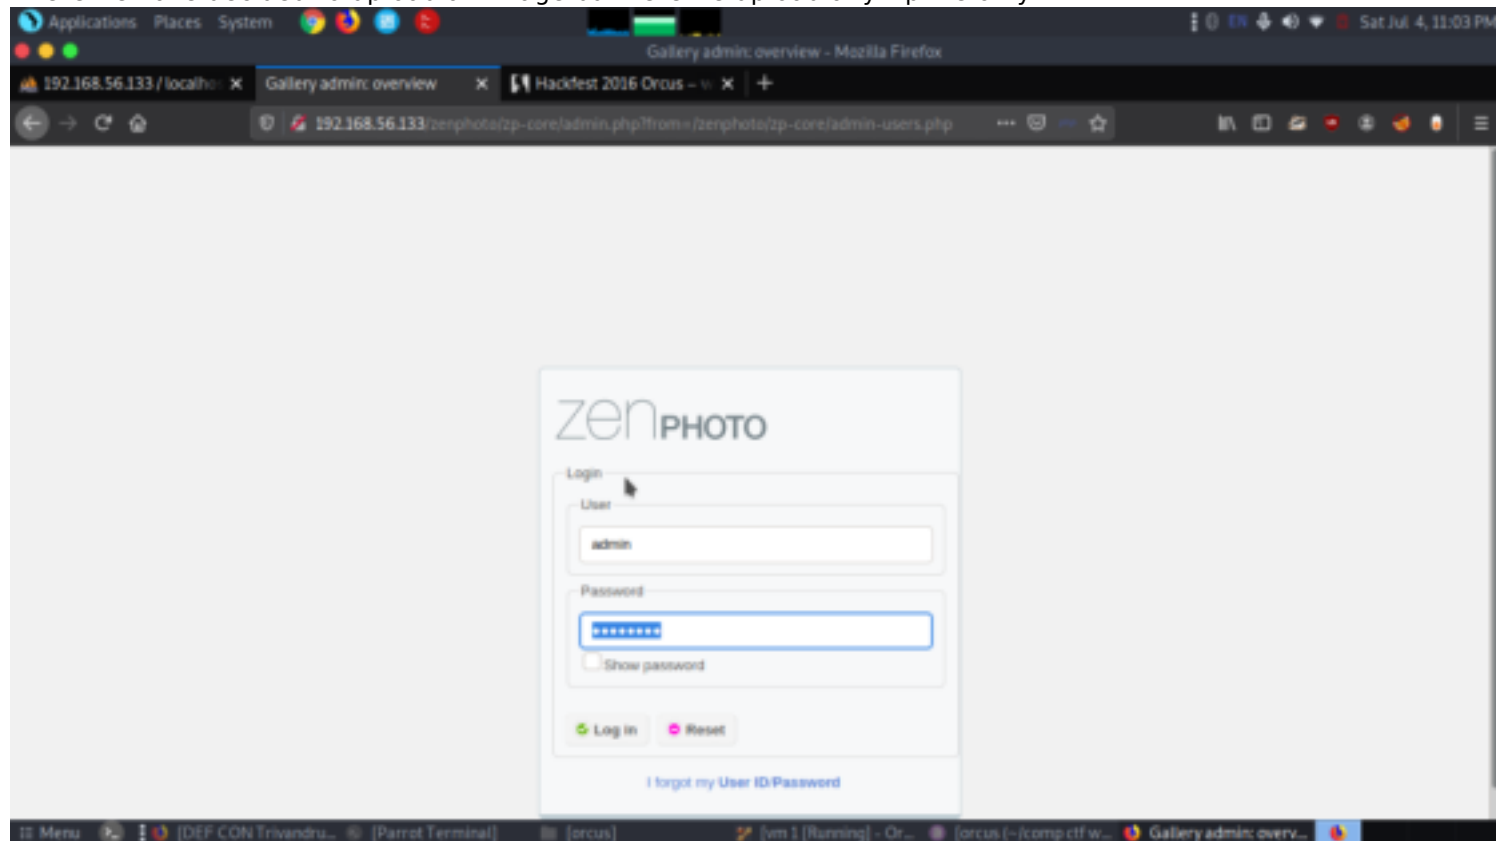 Applications Places System
Sat Jul 4, 11:03 PM
Gallery admin: overview - Mozilla Firefox
192.168.56.133 / localho
Gallery admin: overview
Hackfest 2016 Orcus –
192.168.56.133/zenphoto/zp-core/admin.php?from=/zenphoto/zp-core/admin-users.php
zenPHOTO
Login
User
admin
Password
Show password
Log in Reset
I forgot my User ID/Password
Menu [DEF CON Trivandru... [Parrot Terminal] [orcus] [vm 1 [Running] - Or... [orcus (~/comp ctf w... Gallery admin: overv...